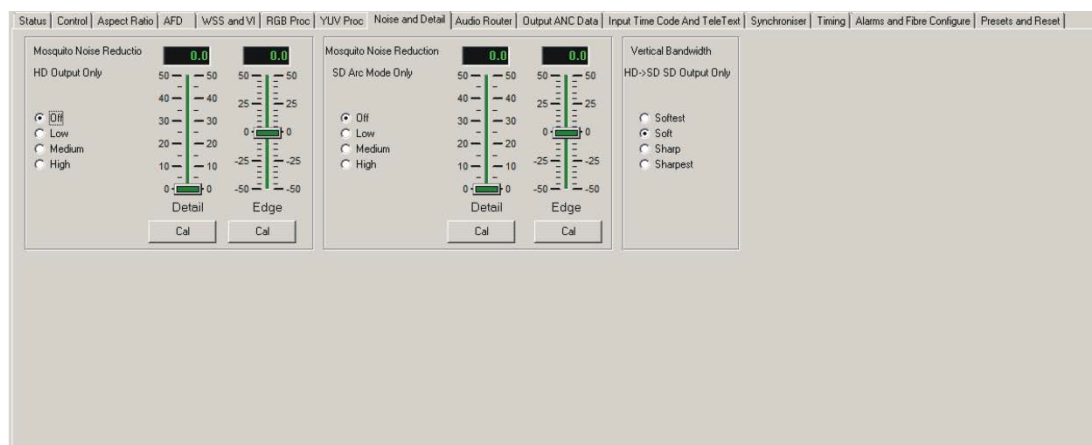 Status Control Aspect Ratio AFD WSS and VI RGB Proc YUV Proc Noise and Detail Audio Router Output ANC Data Input Time Code And TeleText Synchroniser Timing Alarms and Fibre Configure Presets and Reset
Mosquito Noise Reductio
HD Output Only
Off
Low
Medium
High
0.0
50 50
40 40
30 30
20 20
10 10
0 0
Detail
Cal
0.0
50 50
25 25
0 0
-25 -25
-50 -50
Edge
Cal
Mosquito Noise Reduction
SD Arc Mode Only
Off
Low
Medium
High
0.0
50 50
40 40
30 30
20 20
10 10
0 0
Detail
Cal
0.0
50 50
25 25
0 0
-25 -25
-50 -50
Edge
Cal
Vertical Bandwidth
HD->SD SD Output Only
Softest
Soft
Sharp
Sharpest